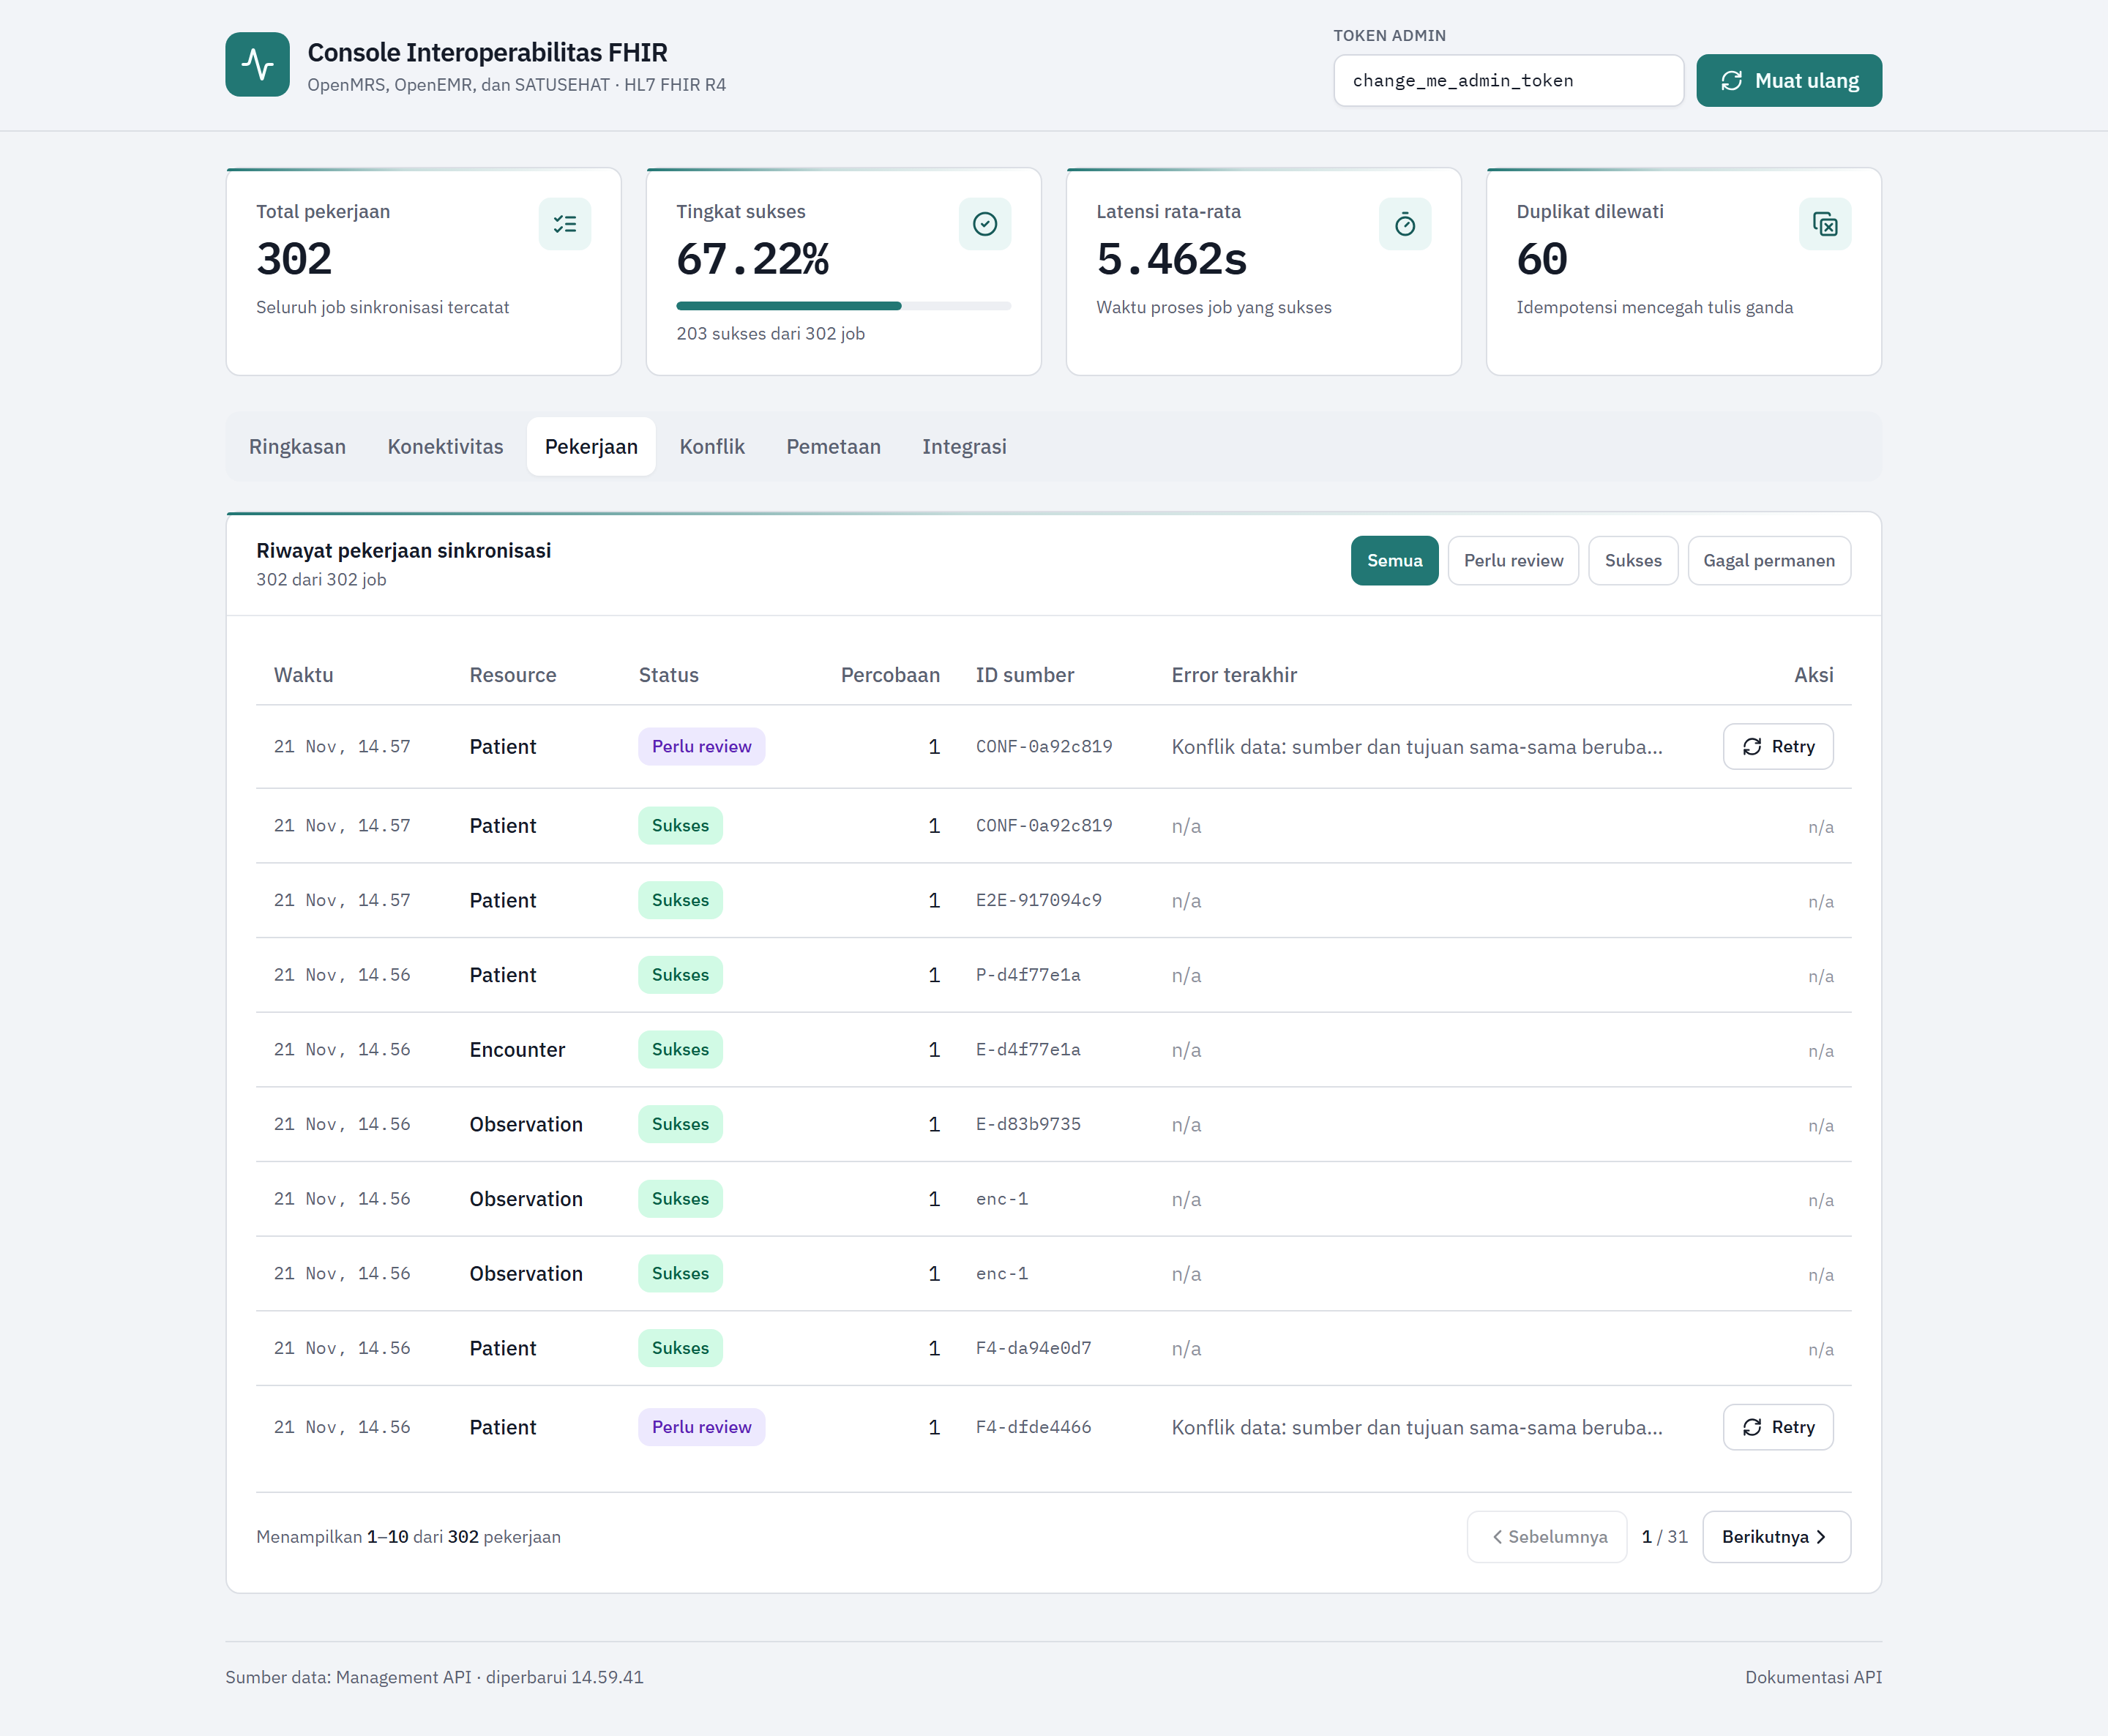 Console Interoperabilitas FHIR
OpenMRS, OpenEMR, dan SATUSEHAT · HL7 FHIR R4
TOKEN ADMIN
change_me_admin_token
Muat ulang
Total pekerjaan
302
Seluruh job sinkronisasi tercatat
Tingkat sukses
67.22%
203 sukses dari 302 job
Latensi rata-rata
5.462s
Waktu proses job yang sukses
Duplikat dilewati
60
Idempotensi mencegah tulis ganda
Ringkasan Konektivitas Pekerjaan Konflik Pemetaan Integrasi
Riwayat pekerjaan sinkronisasi
302 dari 302 job
Semua Perlu review Sukses Gagal permanen
Waktu Resource Status Percobaan ID sumber Error terakhir Aksi
21 Nov, 14.57 Patient Perlu review 1 CONF-0a92c819 Konflik data: sumber dan tujuan sama-sama beruba... Retry
21 Nov, 14.57 Patient Sukses 1 CONF-0a92c819 n/a n/a
21 Nov, 14.57 Patient Sukses 1 E2E-917094c9 n/a n/a
21 Nov, 14.56 Patient Sukses 1 P-d4f77e1a n/a n/a
21 Nov, 14.56 Encounter Sukses 1 E-d4f77e1a n/a n/a
21 Nov, 14.56 Observation Sukses 1 E-d83b9735 n/a n/a
21 Nov, 14.56 Observation Sukses 1 enc-1 n/a n/a
21 Nov, 14.56 Observation Sukses 1 enc-1 n/a n/a
21 Nov, 14.56 Patient Sukses 1 F4-da94e0d7 n/a n/a
21 Nov, 14.56 Patient Perlu review 1 F4-dfde4466 Konflik data: sumber dan tujuan sama-sama beruba... Retry
Menampilkan 1–10 dari 302 pekerjaan
Sebelumnya 1 / 31 Berikutnya
Sumber data: Management API · diperbarui 14.59.41
Dokumentasi API